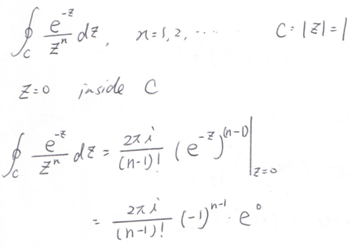 ∮_C e^{-z}/z^n dz, n=1,2,⋯ C: |z|=1
z=0 inside C
∮_C e^{-z}/z^n dz = 2πi/(n-1)! (e^{-z})^{(n-1)}|_{z=0}
= 2πi/(n-1)! (-1)^{n-1} · e^0